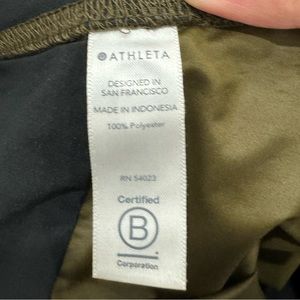 ATHLETA
DESIGNED IN
SAN FRANCISCO
MADE IN INDONESIA
100% Polyester
RN 54023
Certified
B
Corporation